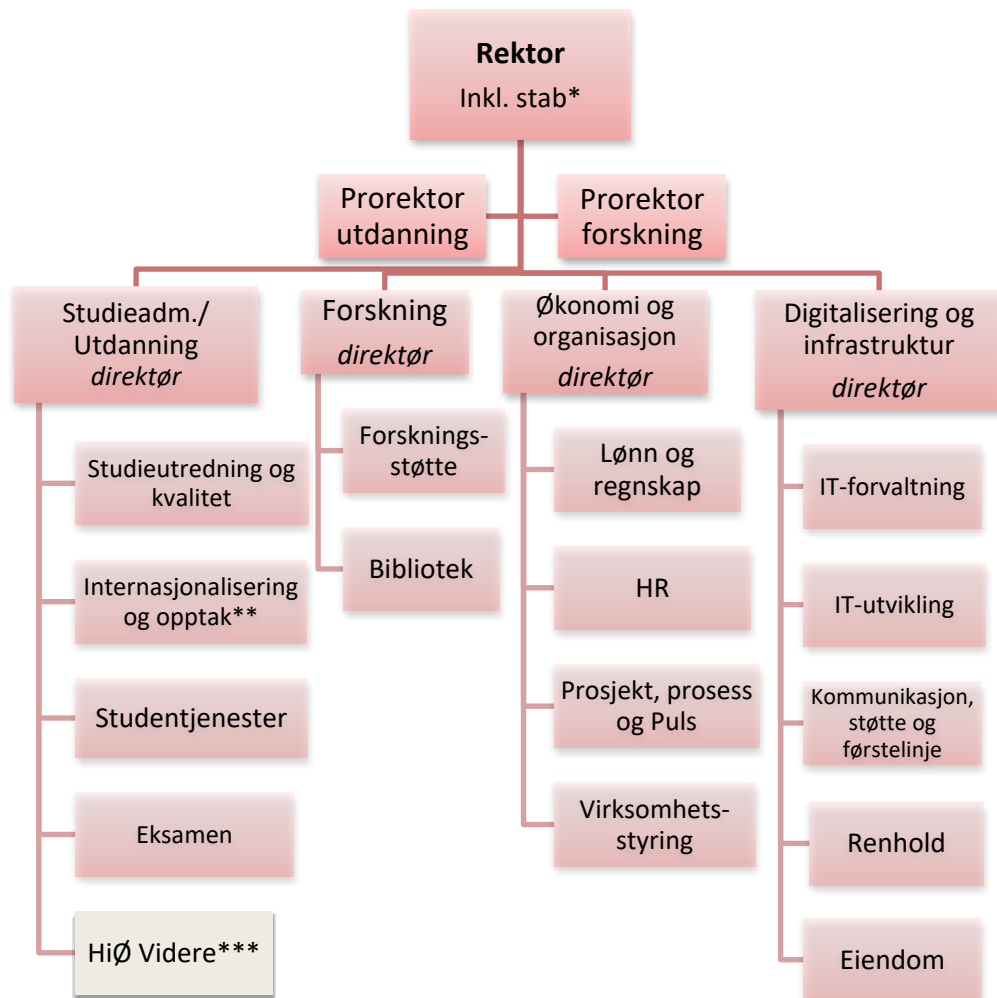 Rektor
Inkl. stab*
Prorektor
utdanning
Prorektor
forskning
Studieadm./
Utdanning
direktør
Studieutredning og
kvalitet
Internasjonalisering
og opptak**
Studentjenester
Eksamen
HiØ Videre***
Forskning
direktør
Forsknings-
støtte
Bibliotek
Økonomi og
organisasjon
direktør
Lønn og
regnskap
HR
Prosjekt, prosess
og Puls
Virksomhets-
styring
Digitalisering og
infrastruktur
direktør
IT-forvaltning
IT-utvikling
Kommunikasjon,
støtte og
førstelinje
Renhold
Eiendom